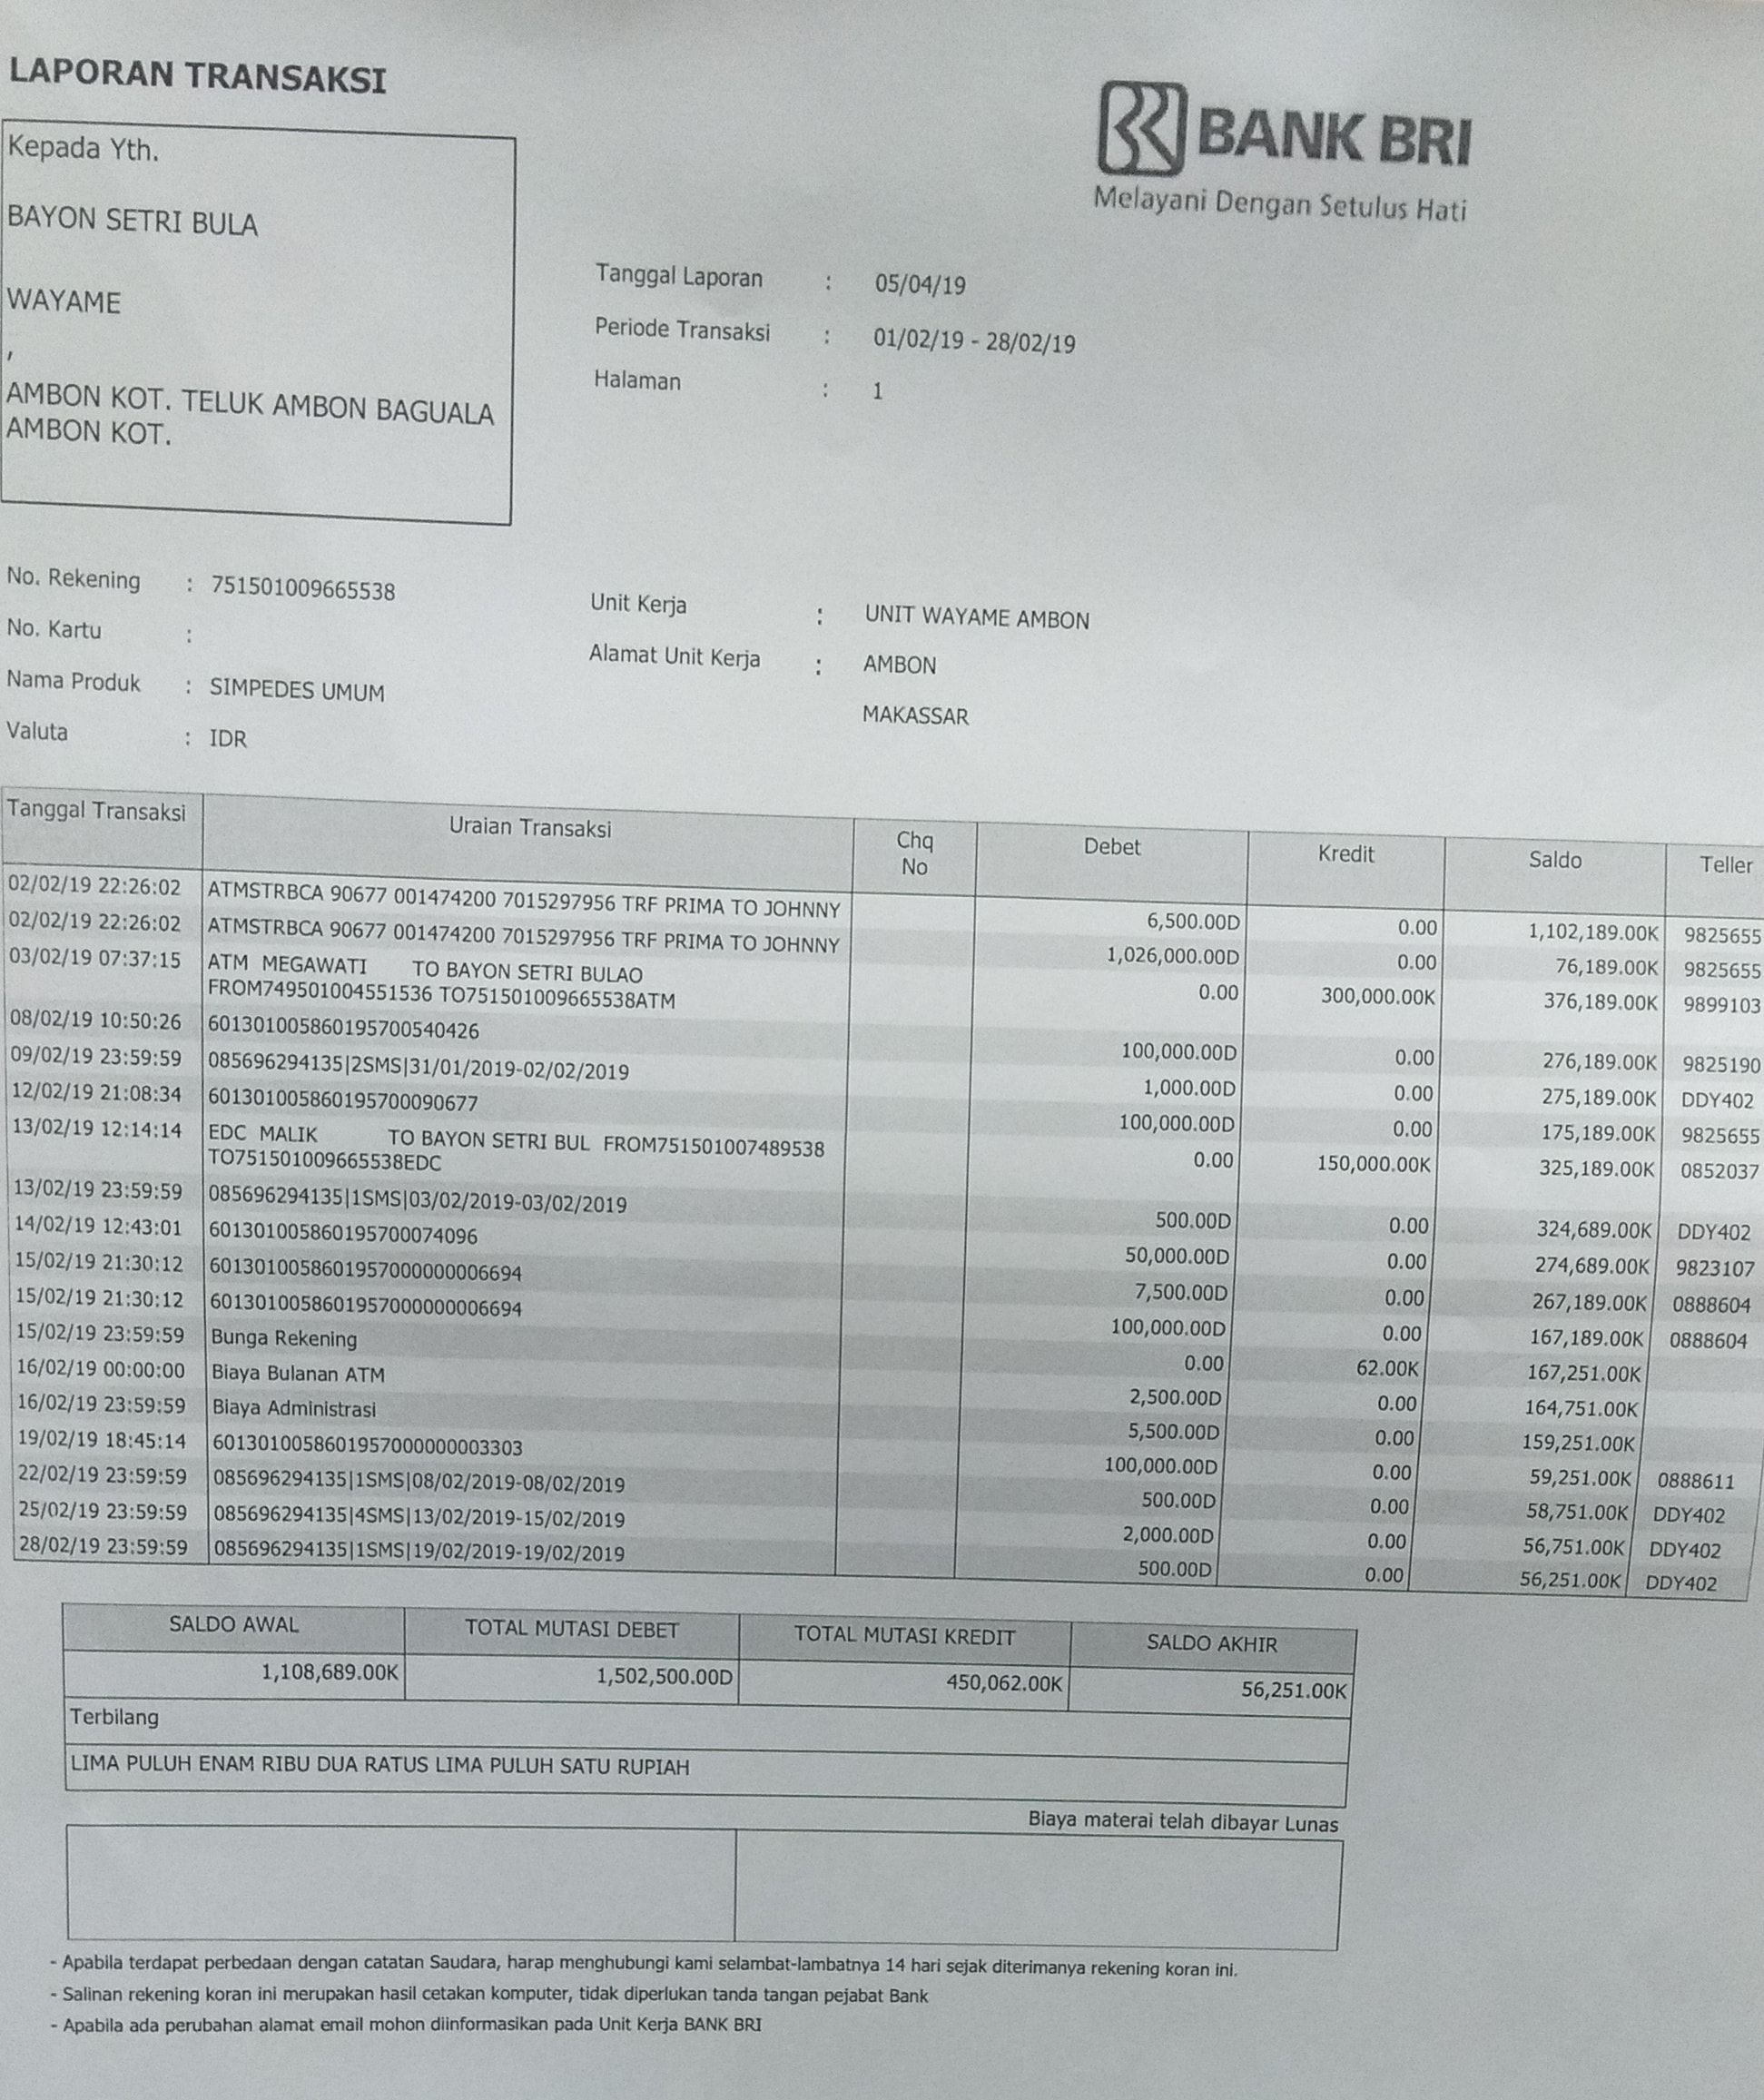 LAPORAN TRANSAKSI
BANK BRI
Melayani Dengan Setulus Hati
Kepada Yth.
BAYON SETRI BULA
WAYAME
,
AMBON KOT. TELUK AMBON BAGUALA
AMBON KOT.
Tanggal Laporan : 05/04/19
Periode Transaksi : 01/02/19 - 28/02/19
Halaman : 1
No. Rekening : 751501009665538
No. Kartu :
Nama Produk : SIMPEDES UMUM
Valuta : IDR
Unit Kerja : UNIT WAYAME AMBON
Alamat Unit Kerja : AMBON
MAKASSAR
Tanggal Transaksi Uraian Transaksi Chq No Debet Kredit Saldo Teller
02/02/19 22:26:02 ATMSTRBCA 90677 001474200 7015297956 TRF PRIMA TO JOHNNY 6,500.00D 0.00 1,102,189.00K 9825655
02/02/19 22:26:02 ATMSTRBCA 90677 001474200 7015297956 TRF PRIMA TO JOHNNY 1,026,000.00D 0.00 76,189.00K 9825655
03/02/19 07:37:15 ATM MEGAWATI TO BAYON SETRI BULAO 0.00 300,000.00K 376,189.00K 9899103
FROM749501004551536 TO751501009665538ATM
08/02/19 10:50:26 601301005860195700540426 100,000.00D 0.00 276,189.00K 9825190
09/02/19 23:59:59 085696294135|2SMS|31/01/2019-02/02/2019 1,000.00D 0.00 275,189.00K DDY402
12/02/19 21:08:34 601301005860195700090677 100,000.00D 0.00 175,189.00K 9825655
13/02/19 12:14:14 EDC MALIK TO BAYON SETRI BUL FROM751501007489538 0.00 150,000.00K 325,189.00K 0852037
TO751501009665538EDC
13/02/19 23:59:59 085696294135|1SMS|03/02/2019-03/02/2019 500.00D 0.00 324,689.00K DDY402
14/02/19 12:43:01 601301005860195700074096 50,000.00D 0.00 274,689.00K 9823107
15/02/19 21:30:12 6013010058601957000000006694 7,500.00D 0.00 267,189.00K 0888604
15/02/19 21:30:12 6013010058601957000000006694 100,000.00D 0.00 167,189.00K 0888604
15/02/19 23:59:59 Bunga Rekening 0.00 62.00K 167,251.00K
16/02/19 00:00:00 Biaya Bulanan ATM 2,500.00D 0.00 164,751.00K
16/02/19 23:59:59 Biaya Administrasi 5,500.00D 0.00 159,251.00K
19/02/19 18:45:14 6013010058601957000000003303 100,000.00D 0.00 59,251.00K 0888611
22/02/19 23:59:59 085696294135|1SMS|08/02/2019-08/02/2019 500.00D 0.00 58,751.00K DDY402
25/02/19 23:59:59 085696294135|4SMS|13/02/2019-15/02/2019 2,000.00D 0.00 56,751.00K DDY402
28/02/19 23:59:59 085696294135|1SMS|19/02/2019-19/02/2019 500.00D 0.00 56,251.00K DDY402
SALDO AWAL TOTAL MUTASI DEBET TOTAL MUTASI KREDIT SALDO AKHIR
1,108,689.00K 1,502,500.00D 450,062.00K 56,251.00K
Terbilang
LIMA PULUH ENAM RIBU DUA RATUS LIMA PULUH SATU RUPIAH
Biaya materai telah dibayar Lunas
- Apabila terdapat perbedaan dengan catatan Saudara, harap menghubungi kami selambat-lambatnya 14 hari sejak diterimanya rekening koran ini.
- Salinan rekening koran ini merupakan hasil cetakan komputer, tidak diperlukan tanda tangan pejabat Bank
- Apabila ada perubahan alamat email mohon diinformasikan pada Unit Kerja BANK BRI